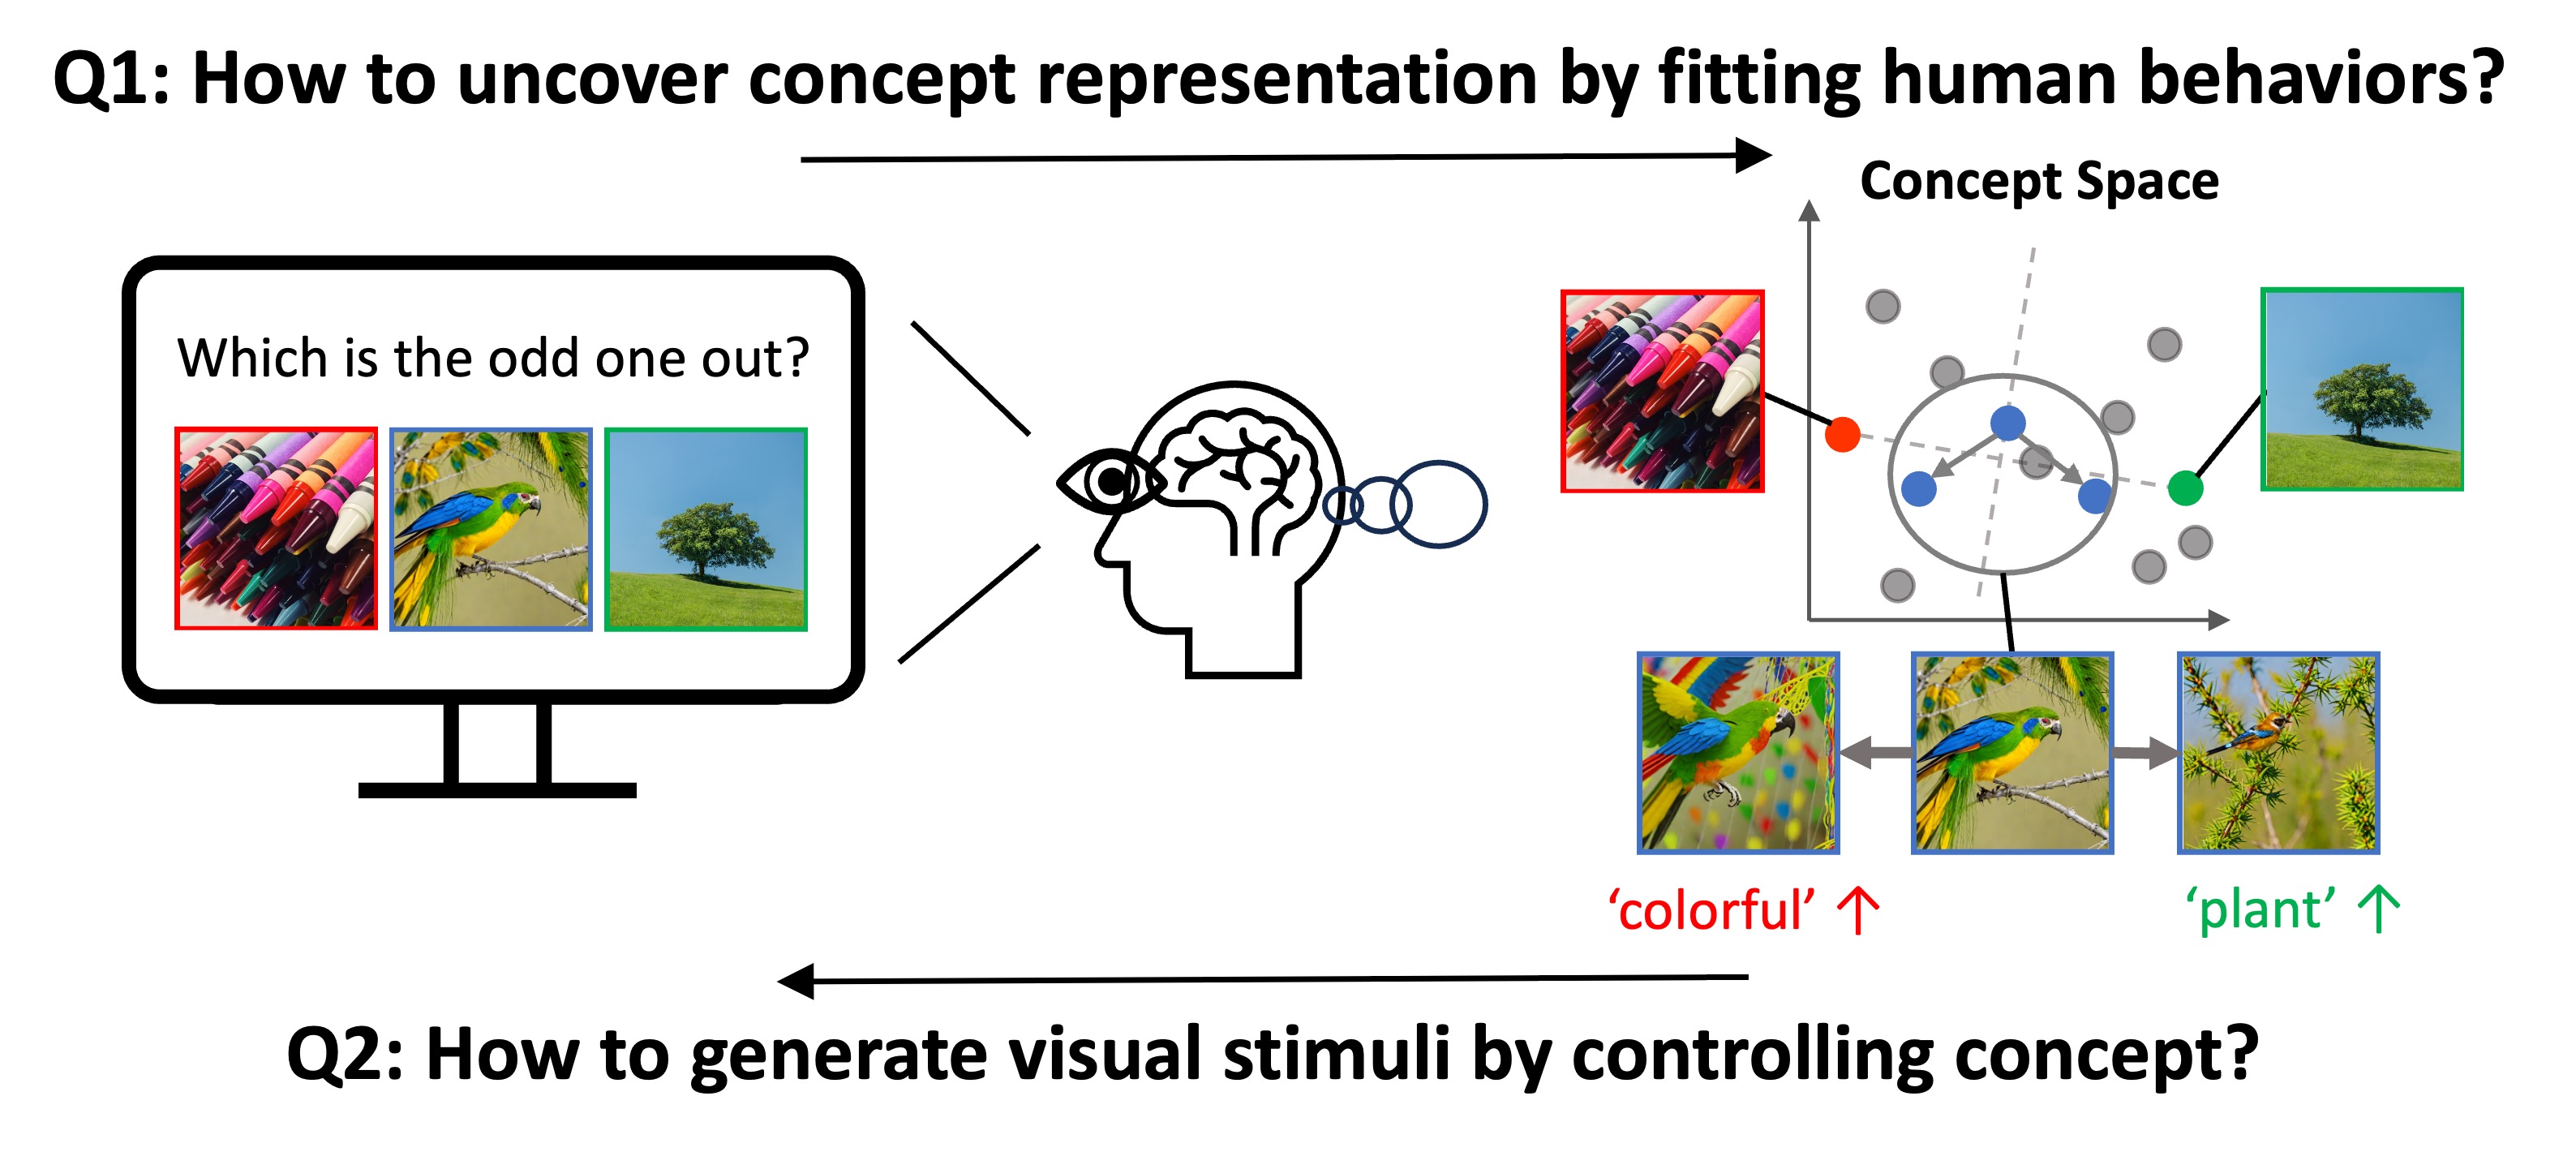 Q1: How to uncover concept representation by fitting human behaviors?
Concept Space
Which is the odd one out?
‘colorful’ ↑
‘plant’ ↑
Q2: How to generate visual stimuli by controlling concept?